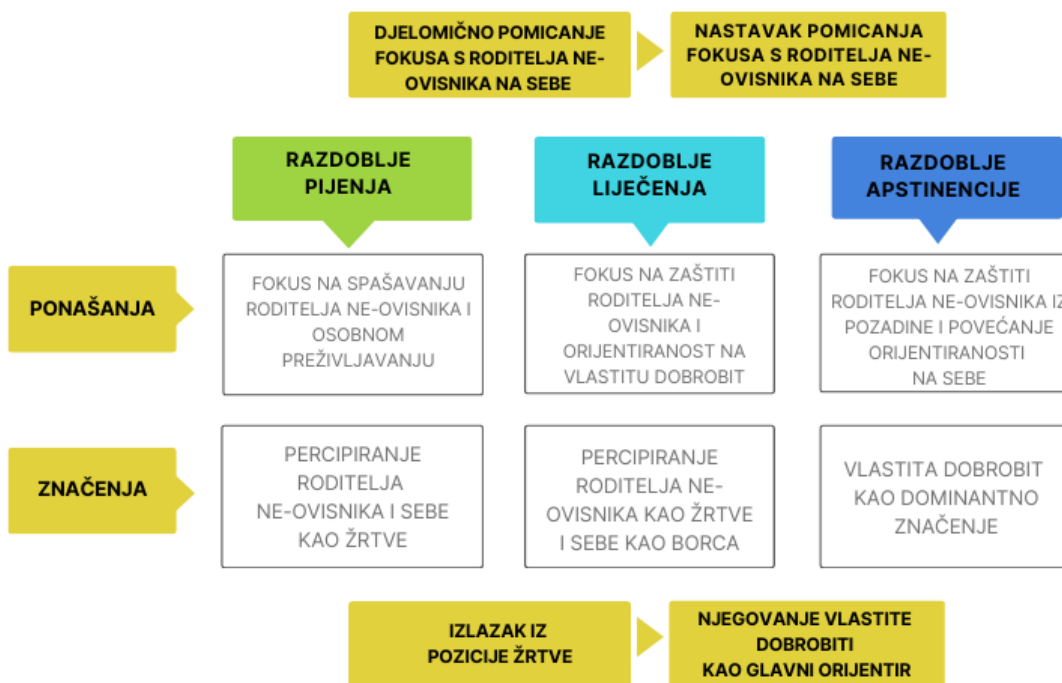 DJELOMIČNO POMICANJE
FOKUSA S RODITELJA NE-
OVISNIKA NA SEBE
NASTAVAK POMICANJA
FOKUSA S RODITELJA NE-
OVISNIKA NA SEBE
RAZDOBLJE
PIJENJA
RAZDOBLJE
LIJEČENJA
RAZDOBLJE
APSTINENCIJE
PONAŠANJA
FOKUS NA SPAŠAVANJU
RODITELJA NE-OVISNIKA I
OSOBNOM
PREŽIVLJAVANJU
FOKUS NA ZAŠTITI
RODITELJA NE-
OVISNIKA I
ORIJENTIRANOST NA
VLASTITU DOBROBIT
FOKUS NA ZAŠTITI
RODITELJA NE-OVISNIKA IZ
POZADINE I POVEĆANJE
ORIJENTIRANOSTI
NA SEBE
ZNAČENJA
PERCIPIRANJE
RODITELJA
NE-OVISNIKA I SEBE
KAO ŽRTVE
PERCIPIRANJE
RODITELJA NE-
OVISNIKA KAO ŽRTVE
I SEBE KAO BORCA
VLASTITA DOBROBIT
KAO DOMINANTNO
ZNAČENJE
IZLAZAK IZ
POZICIJE ŽRTVE
NJEGOVANJE VLASTITE
DOBROBITI
KAO GLAVNI ORIJENTIR